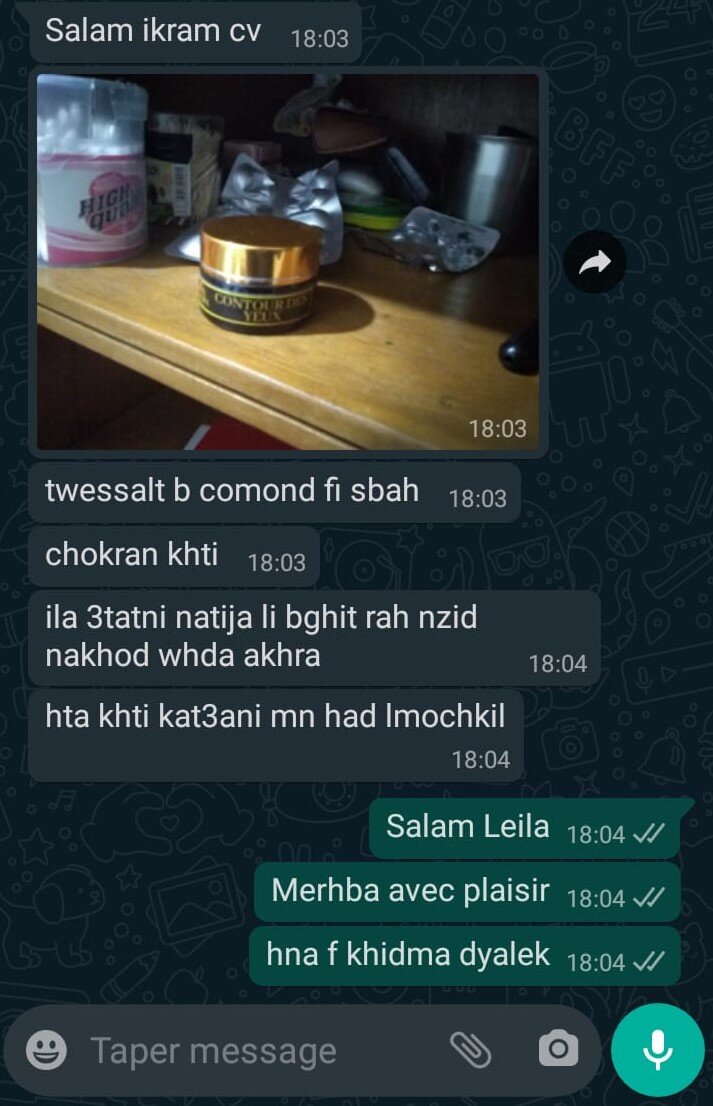 Salam ikram cv 18:03
HIGH
CONTOUR DES
YEUX
18:03
twessalt b comond fi sbah 18:03
chokran khti 18:03
ila 3tatni natija li bghit rah nzid
nakhod whda akhra 18:04
hta khti kat3ani mn had lmochkil
18:04
Salam Leila 18:04
Merhba avec plaisir 18:04
hna f khidma dyalek 18:04
Taper message